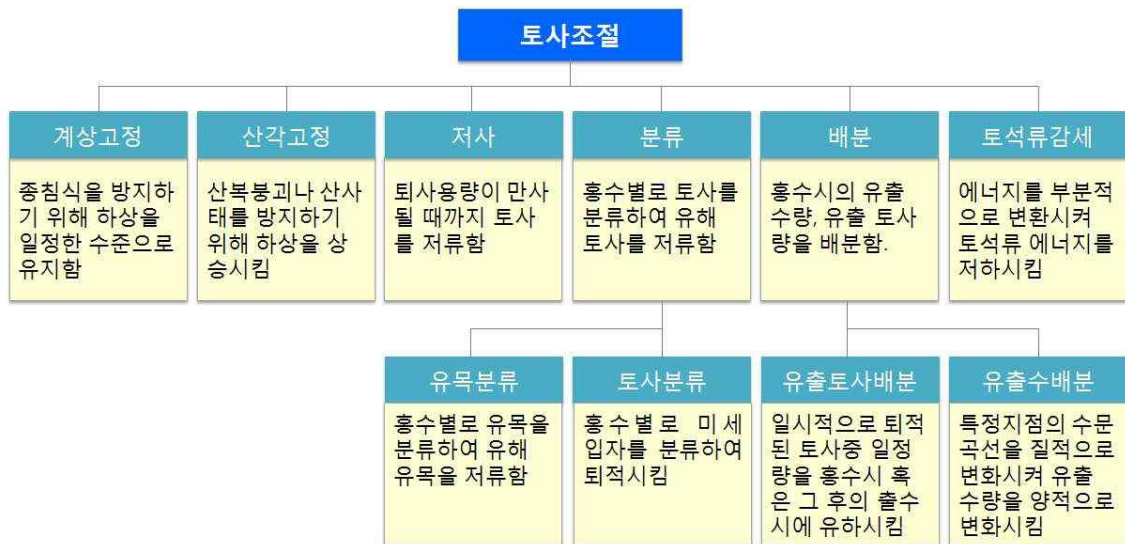 토사조절
계상고정
종침식을 방지하
기 위해 하상을
일정한 수준으로
유지함
산각고정
산복붕괴나 산사
태를 방지하기
위해 하상을 상
승시킴
저사
퇴사용량이 만사
될 때까지 토사
를 저류함
분류
홍수별로 토사를
분류하여 유해
토사를 저류함
배분
홍수시의 유출
수량, 유출 토사
량을 배분함.
토석류감세
에너지를 부분적
으로 변환시켜
토석류 에너지를
저하시킴
유목분류
홍수별로 유목을
분류하여 유해
유목을 저류함
토사분류
홍수별로 미세
입자를 분류하여
퇴적시킴
유출토사배분
일시적으로 퇴적
된 토사중 일정
량을 홍수시 혹
은 그 후의 출수
시에 유하시킴
유출수배분
특정지점의 수문
곡선을 질적으로
변화시켜 유출
수량을 양적으로
변화시킴